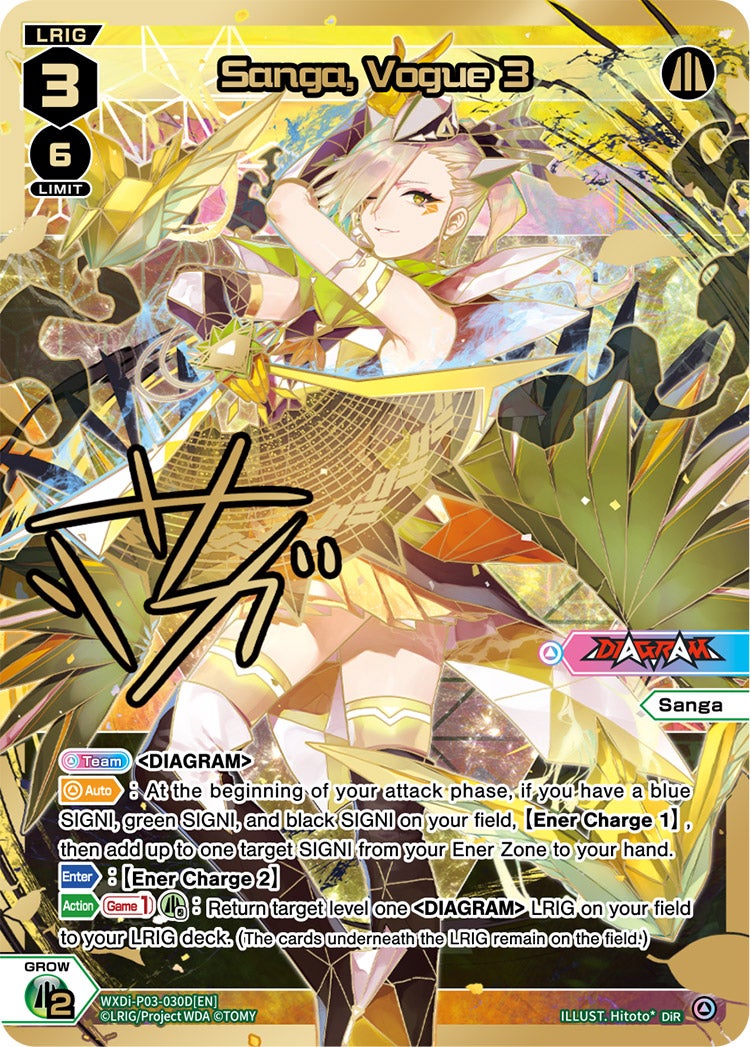 LRIG
3
Sanga, Vogue 3
6
LIMIT
サンガ
DIAGRAM
Sanga
Team <DIAGRAM>
Auto : At the beginning of your attack phase, if you have a blue
SIGNI, green SIGNI, and black SIGNI on your field, 【Ener Charge 1】,
then add up to one target SIGNI from your Ener Zone to your hand.
Enter : 【Ener Charge 2】
Action Game 1 0 : Return target level one <DIAGRAM> LRIG on your field
to your LRIG deck. (The cards underneath the LRIG remain on the field.)
GROW
2
WXDi-P03-030D[EN]
©LRIG/Project WDA ©TOMY
ILLUST. Hitoto* DiR